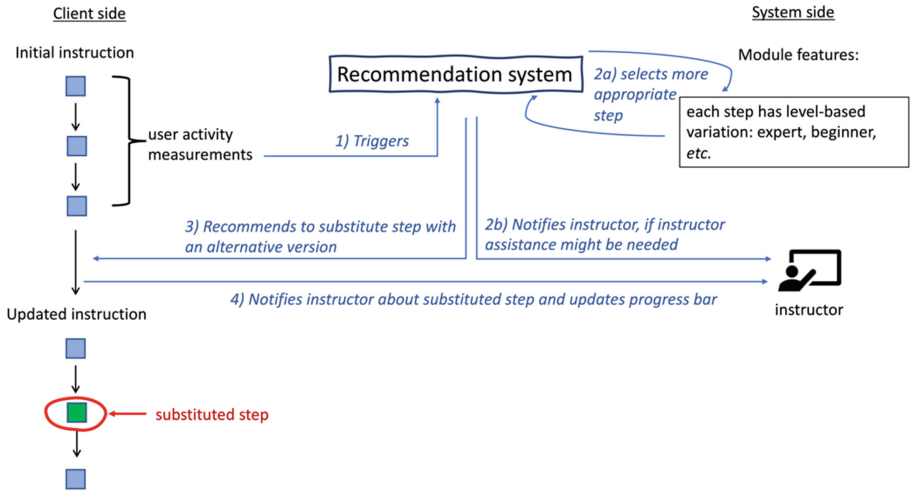 Client side
System side
Initial instruction
Module features:
Recommendation system
2a) selects more
appropriate
step
each step has level-based
variation: expert, beginner,
etc.
user activity
measurements
1) Triggers
3) Recommends to substitute step with
an alternative version
2b) Notifies instructor, if instructor
assistance might be needed
4) Notifies instructor about substituted step and updates progress bar
instructor
Updated instruction
substituted step